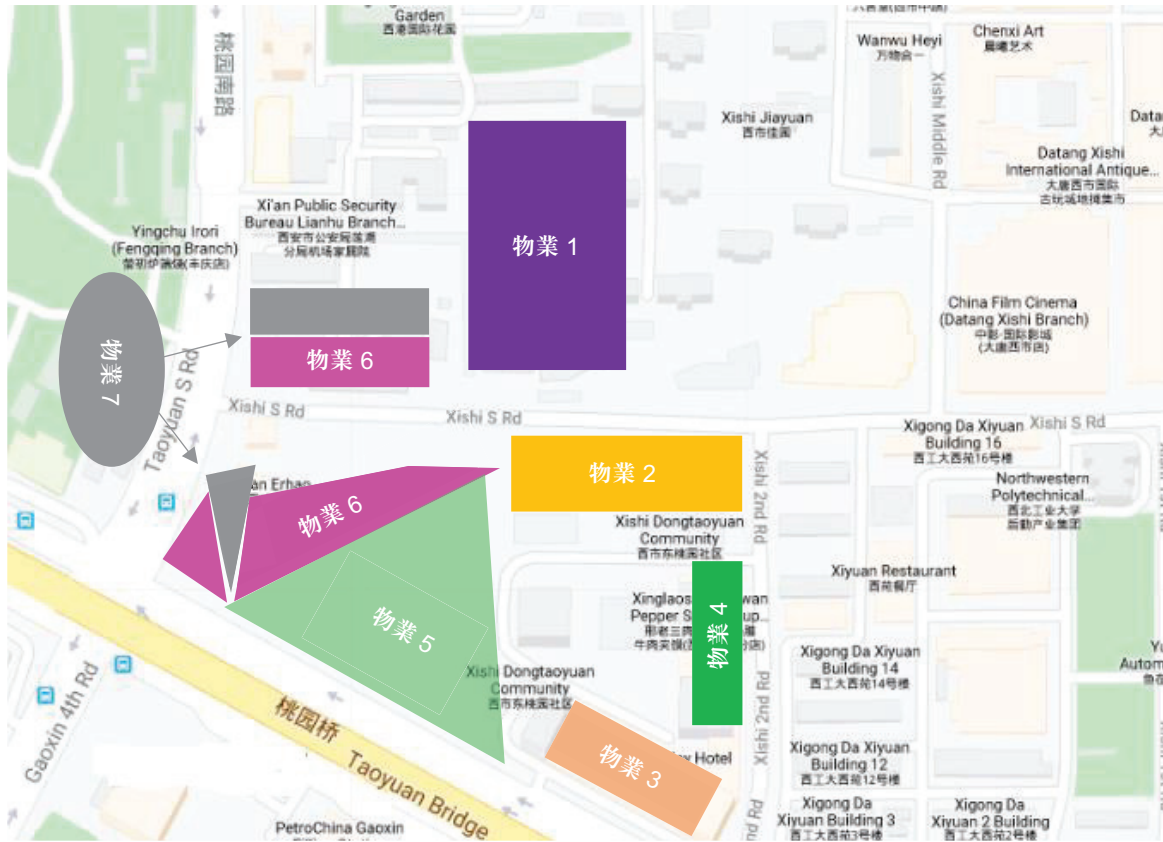 Garden
西港国际花园
桃园南路
Wanwu Heyi
万物合一
Chenxi Art
晨曦艺术
Xishi Middle Rd
Xishi Jiayuan
西市佳园
Datang Xishi
International Antique...
大唐西市国际
古玩城地摊集市
Xi'an Public Security
Bureau Lianhu Branch...
西安市公安局莲湖
分局机场家属院
Yingchu Irori
(Fengqing Branch)
物業 1
China Film Cinema
(Datang Xishi Branch)
中影·国际影城
(大唐西市店)
物業 7
物業 6
Taoyuan S Rd
Xishi S Rd
Xishi S Rd
Xishi S Rd
Xigong Da Xiyuan
Building 16
西工大西苑16号楼
物業 2
an Erhao
物業 6
Xishi 2nd Rd
Northwestern
Polytechnical...
西北工业大学
后勤产业集团
Xishi Dongtaoyuan
Community
西市东桃园社区
Xiyuan Restaurant
西苑餐厅
物業 4
物業 5
Xigong Da Xiyuan
Building 14
西工大西苑14号楼
Xishi Dongtaoyuan
Community
西市东桃园社区
Xishi 2nd Rd
Gaoxin 4th Rd
桃园桥 Taoyuan Bridge
物業 3
Hotel
Xigong Da Xiyuan
Building 12
西工大西苑12号楼
Xigong Da
Xiyuan Building 3
西工大西苑3号楼
Xigong Da
Xiyuan 2 Building
西工大西苑2号楼
nd Rd
PetroChina Gaoxin